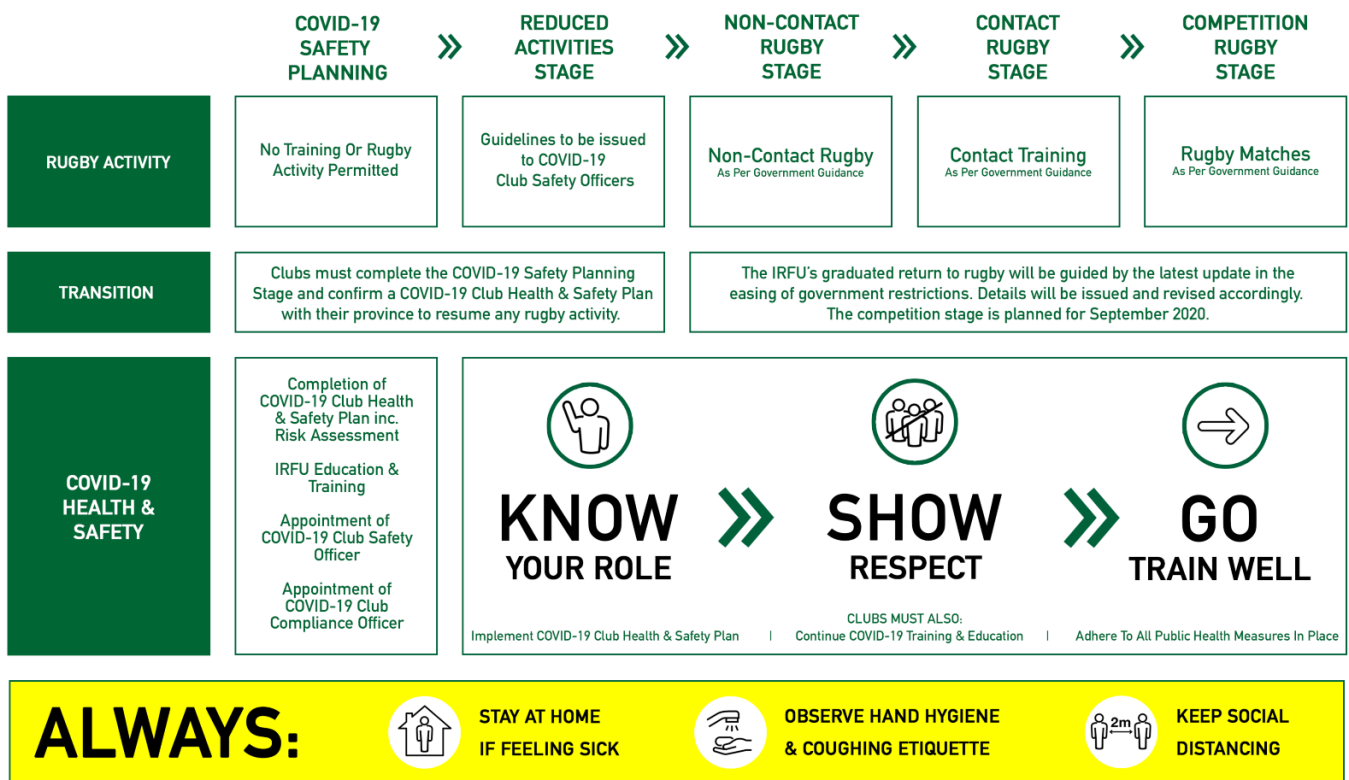 COVID-19
SAFETY
PLANNING
REDUCED
ACTIVITIES
STAGE
NON-CONTACT
RUGBY
STAGE
CONTACT
RUGBY
STAGE
COMPETITION
RUGBY
STAGE
RUGBY ACTIVITY
No Training Or Rugby
Activity Permitted
Guidelines to be issued
to COVID-19
Club Safety Officers
Non-Contact Rugby
As Per Government Guidance
Contact Training
As Per Government Guidance
Rugby Matches
As Per Government Guidance
TRANSITION
Clubs must complete the COVID-19 Safety Planning
Stage and confirm a COVID-19 Club Health & Safety Plan
with their province to resume any rugby activity.
The IRFU's graduated return to rugby will be guided by the latest update in the
easing of government restrictions. Details will be issued and revised accordingly.
The competition stage is planned for September 2020.
COVID-19
HEALTH &
SAFETY
Completion of
COVID-19 Club Health
& Safety Plan inc.
Risk Assessment
IRFU Education &
Training
Appointment of
COVID-19 Club Safety
Officer
Appointment of
COVID-19 Club
Compliance Officer
KNOW
YOUR ROLE
SHOW
RESPECT
GO
TRAIN WELL
CLUBS MUST ALSO:
Implement COVID-19 Club Health & Safety Plan | Continue COVID-19 Training & Education | Adhere To All Public Health Measures In Place
ALWAYS:
STAY AT HOME
IF FEELING SICK
OBSERVE HAND HYGIENE
& COUGHING ETIQUETTE
2m
KEEP SOCIAL
DISTANCING